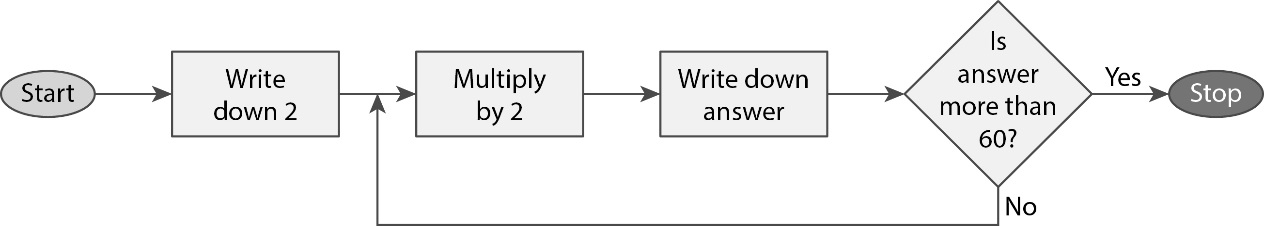 Start
Write
down 2
Multiply
by 2
Write down
answer
Is
answer
more than
60?
Yes
Stop
No